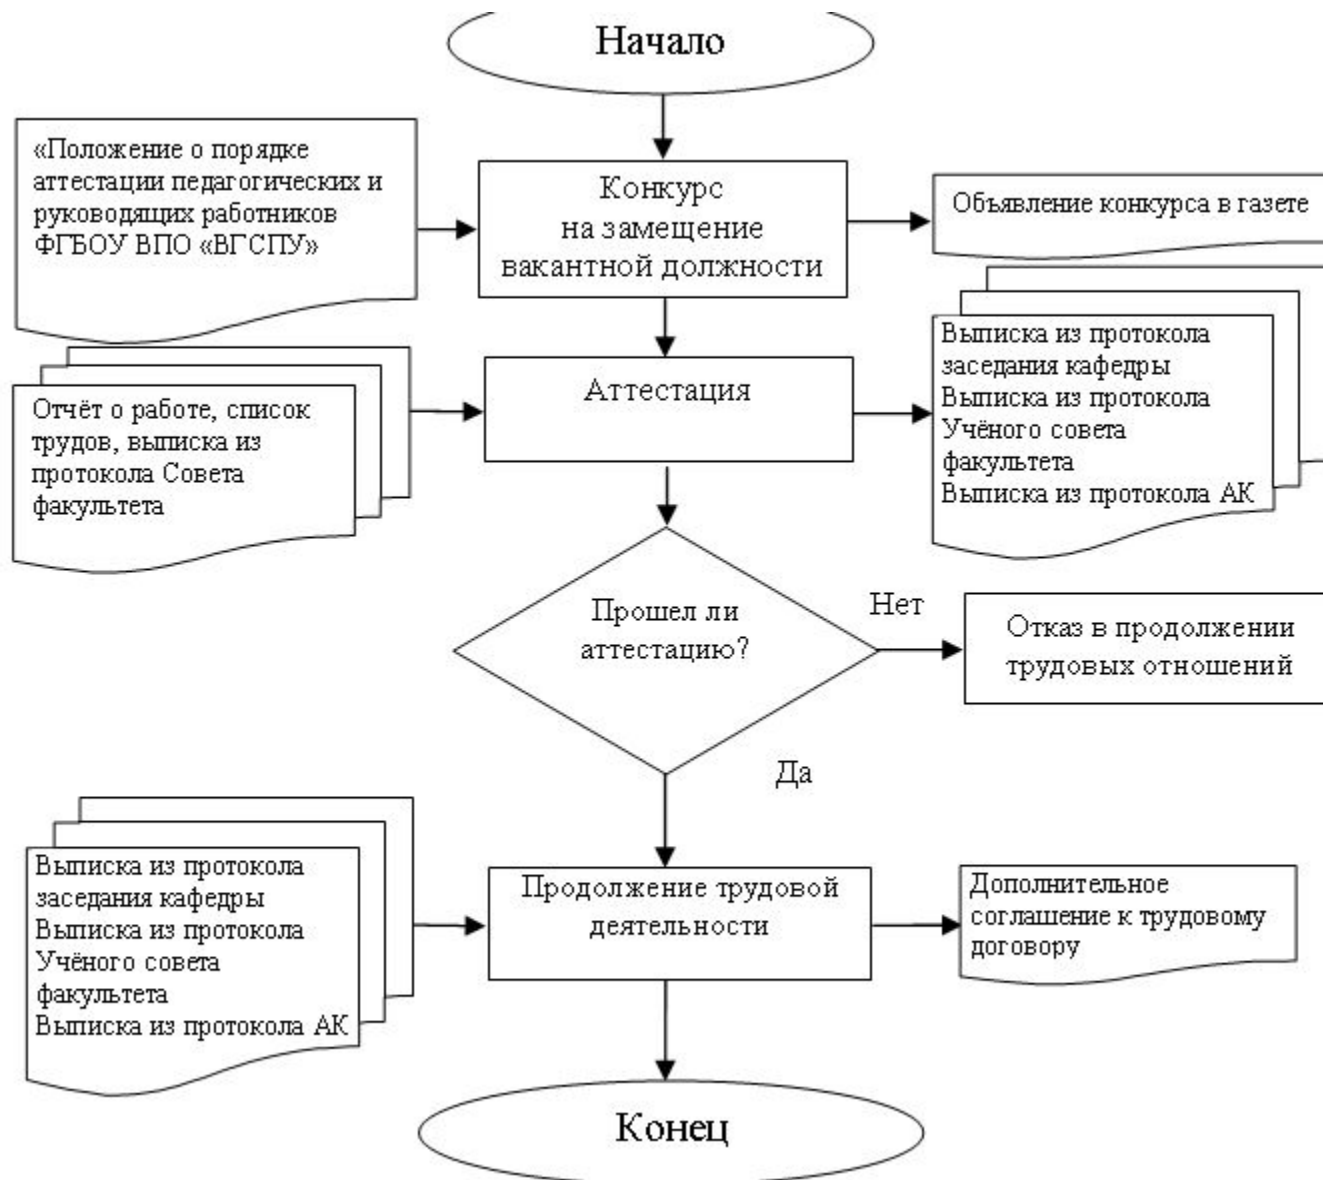 Начало
«Положение о порядке
аттестации педагогических и
руководящих работников
ФГБОУ ВПО «ВГСПУ»
Конкурс
на замещение
вакантной должности
Объявление конкурса в газете
Отчёт о работе, список
трудов, выписка из
протокола Совета
факультета
Аттестация
Выписка из протокола
заседания кафедры
Выписка из протокола
Учёного совета
факультета
Выписка из протокола АК
Прошел ли
аттестацию?
Нет
Отказ в продолжении
трудовых отношений
Да
Выписка из протокола
заседания кафедры
Выписка из протокола
Учёного совета
факультета
Выписка из протокола АК
Продолжение трудовой
деятельности
Дополнительное
соглашение к трудовому
договору
Конец